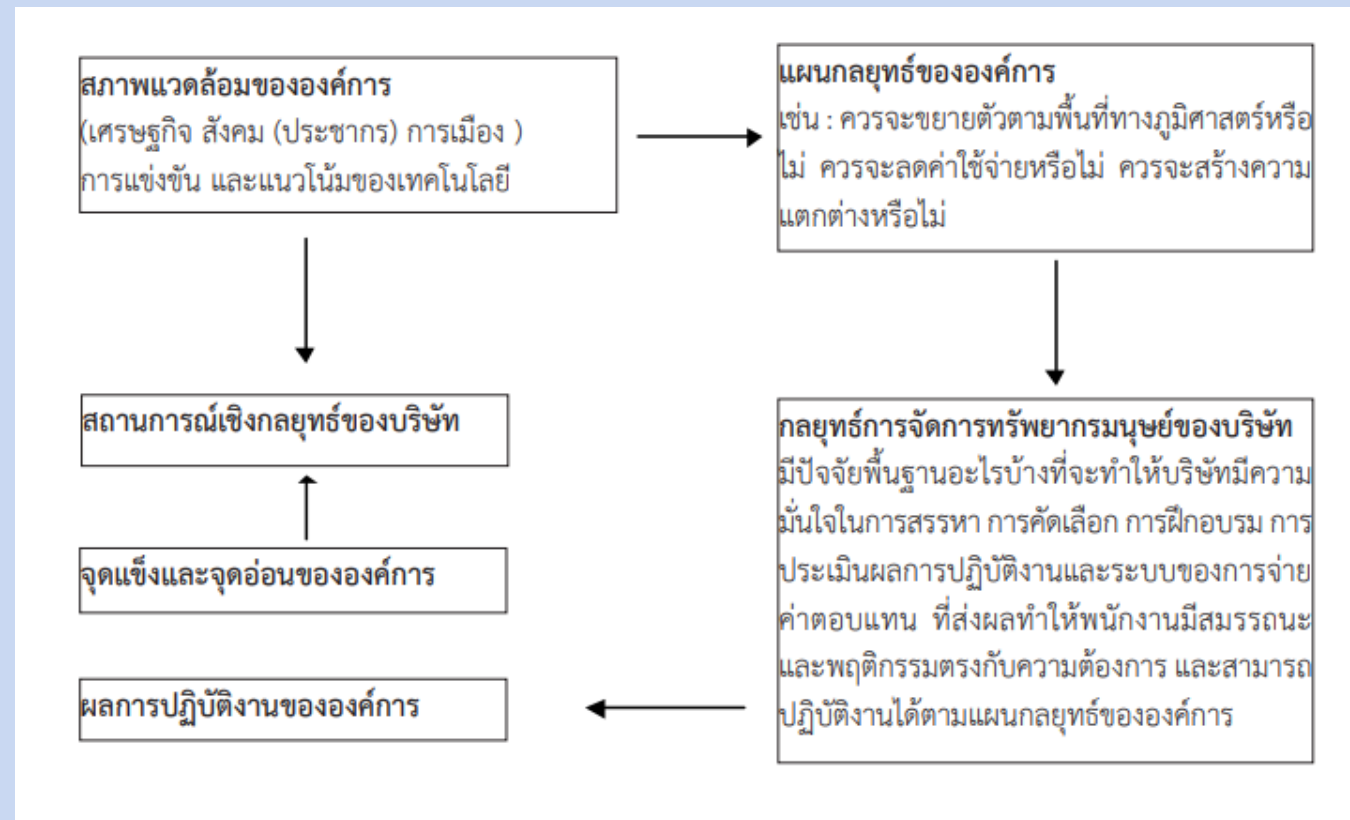 สภาพแวดล้อมขององค์การ
(เศรษฐกิจ สังคม (ประชากร) การเมือง )
การแข่งขัน และแนวโน้มของเทคโนโลยี
แผนกลยุทธ์ขององค์การ
เช่น : ควรจะขยายตัวตามพื้นที่ทางภูมิศาสตร์หรือ
ไม่ ควรจะลดค่าใช้จ่ายหรือไม่ ควรจะสร้างความ
แตกต่างหรือไม่
สถานการณ์เชิงกลยุทธ์ของบริษัท
จุดแข็งและจุดอ่อนขององค์การ
ผลการปฏิบัติงานขององค์การ
กลยุทธ์การจัดการทรัพยากรมนุษย์ของบริษัท
มีปัจจัยพื้นฐานอะไรบ้างที่จะทำให้บริษัทมีความ
มั่นใจในการสรรหา การคัดเลือก การฝึกอบรม การ
ประเมินผลการปฏิบัติงานและระบบของการจ่าย
ค่าตอบแทน ที่ส่งผลทำให้พนักงานมีสมรรถนะ
และพฤติกรรมตรงกับความต้องการ และสามารถ
ปฏิบัติงานได้ตามแผนกลยุทธ์ขององค์การ